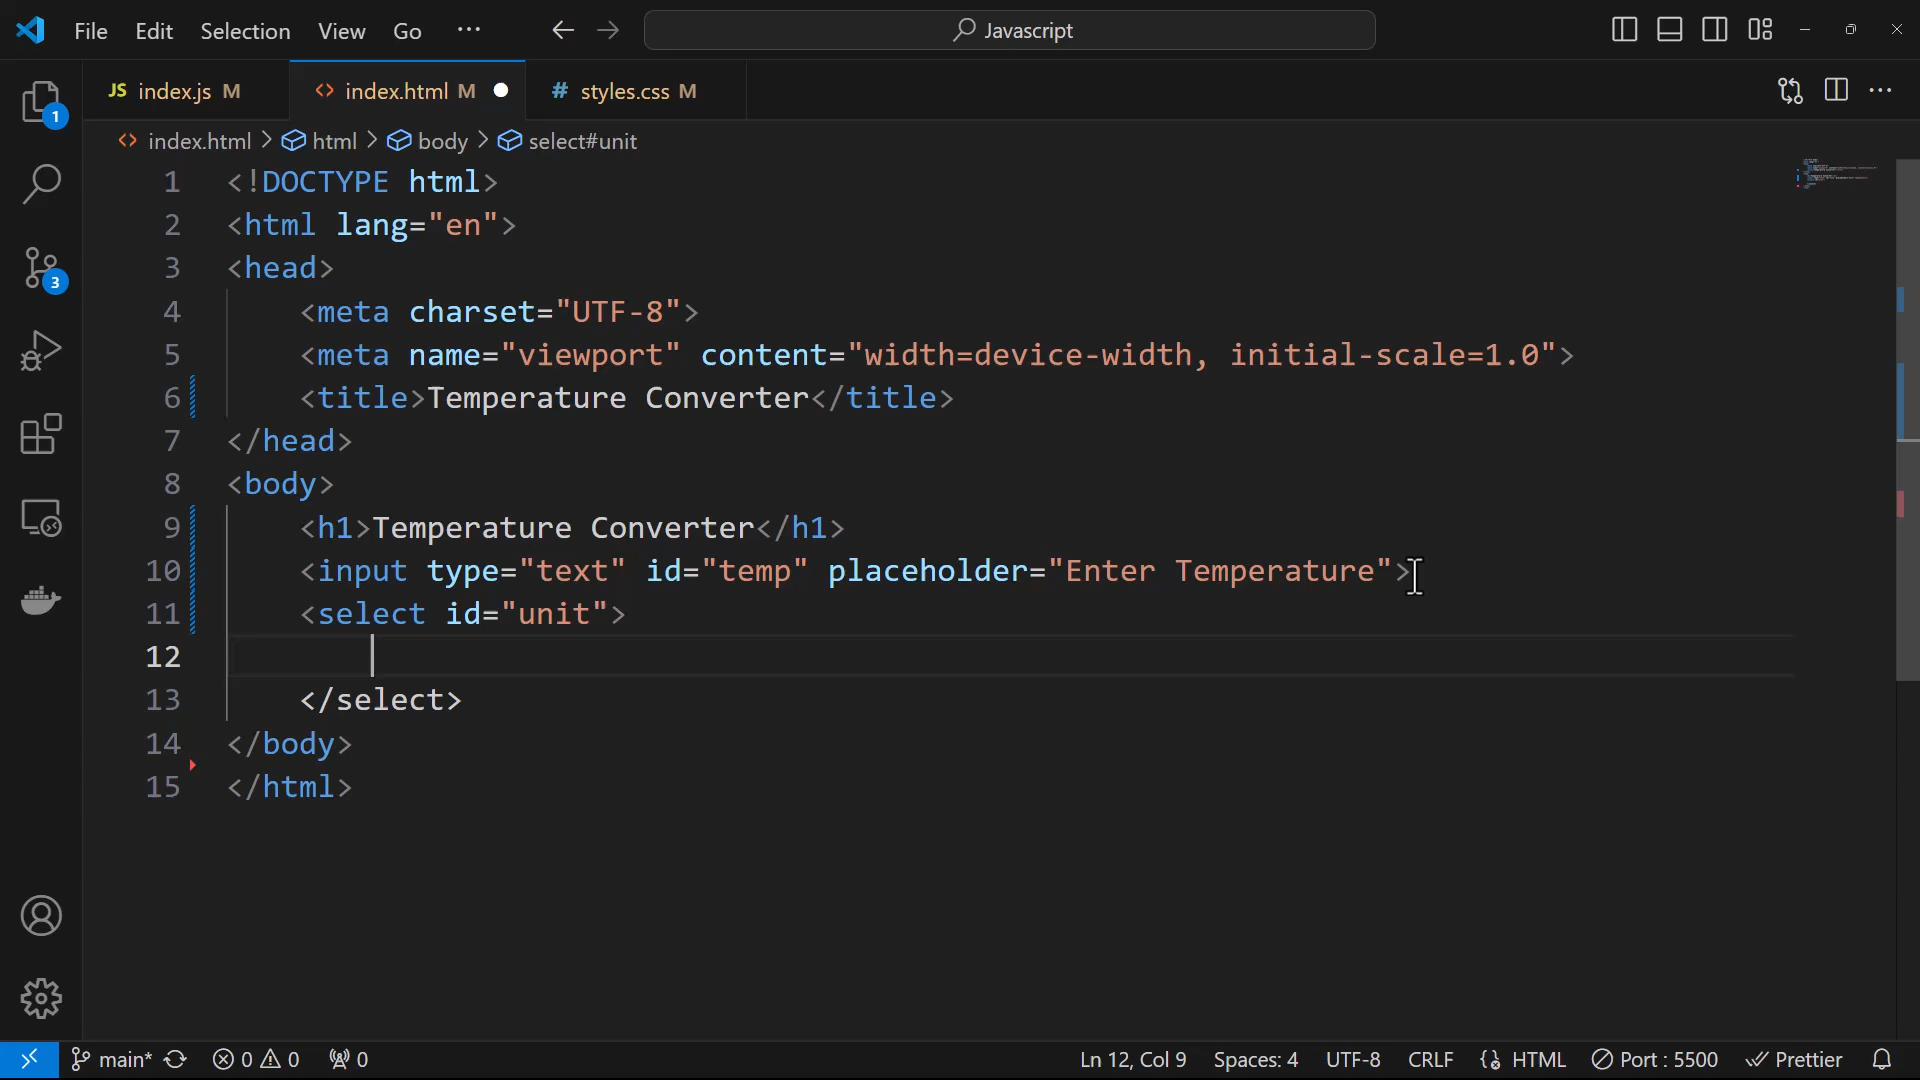 File Edit Selection View Go ··· Javascript
JS index.js M <> index.html M # styles.css M
<> index.html > html > body > select#unit
1 <!DOCTYPE html>
2 <html lang="en">
3 <head>
4 <meta charset="UTF-8">
5 <meta name="viewport" content="width=device-width, initial-scale=1.0">
6 <title>Temperature Converter</title>
7 </head>
8 <body>
9 <h1>Temperature Converter</h1>
10 <input type="text" id="temp" placeholder="Enter Temperature">
11 <select id="unit">
12
13 </select>
14 </body>
15 </html>
1
3
main* 0 0 0 Ln 12, Col 9 Spaces: 4 UTF-8 CRLF HTML Port : 5500 Prettier